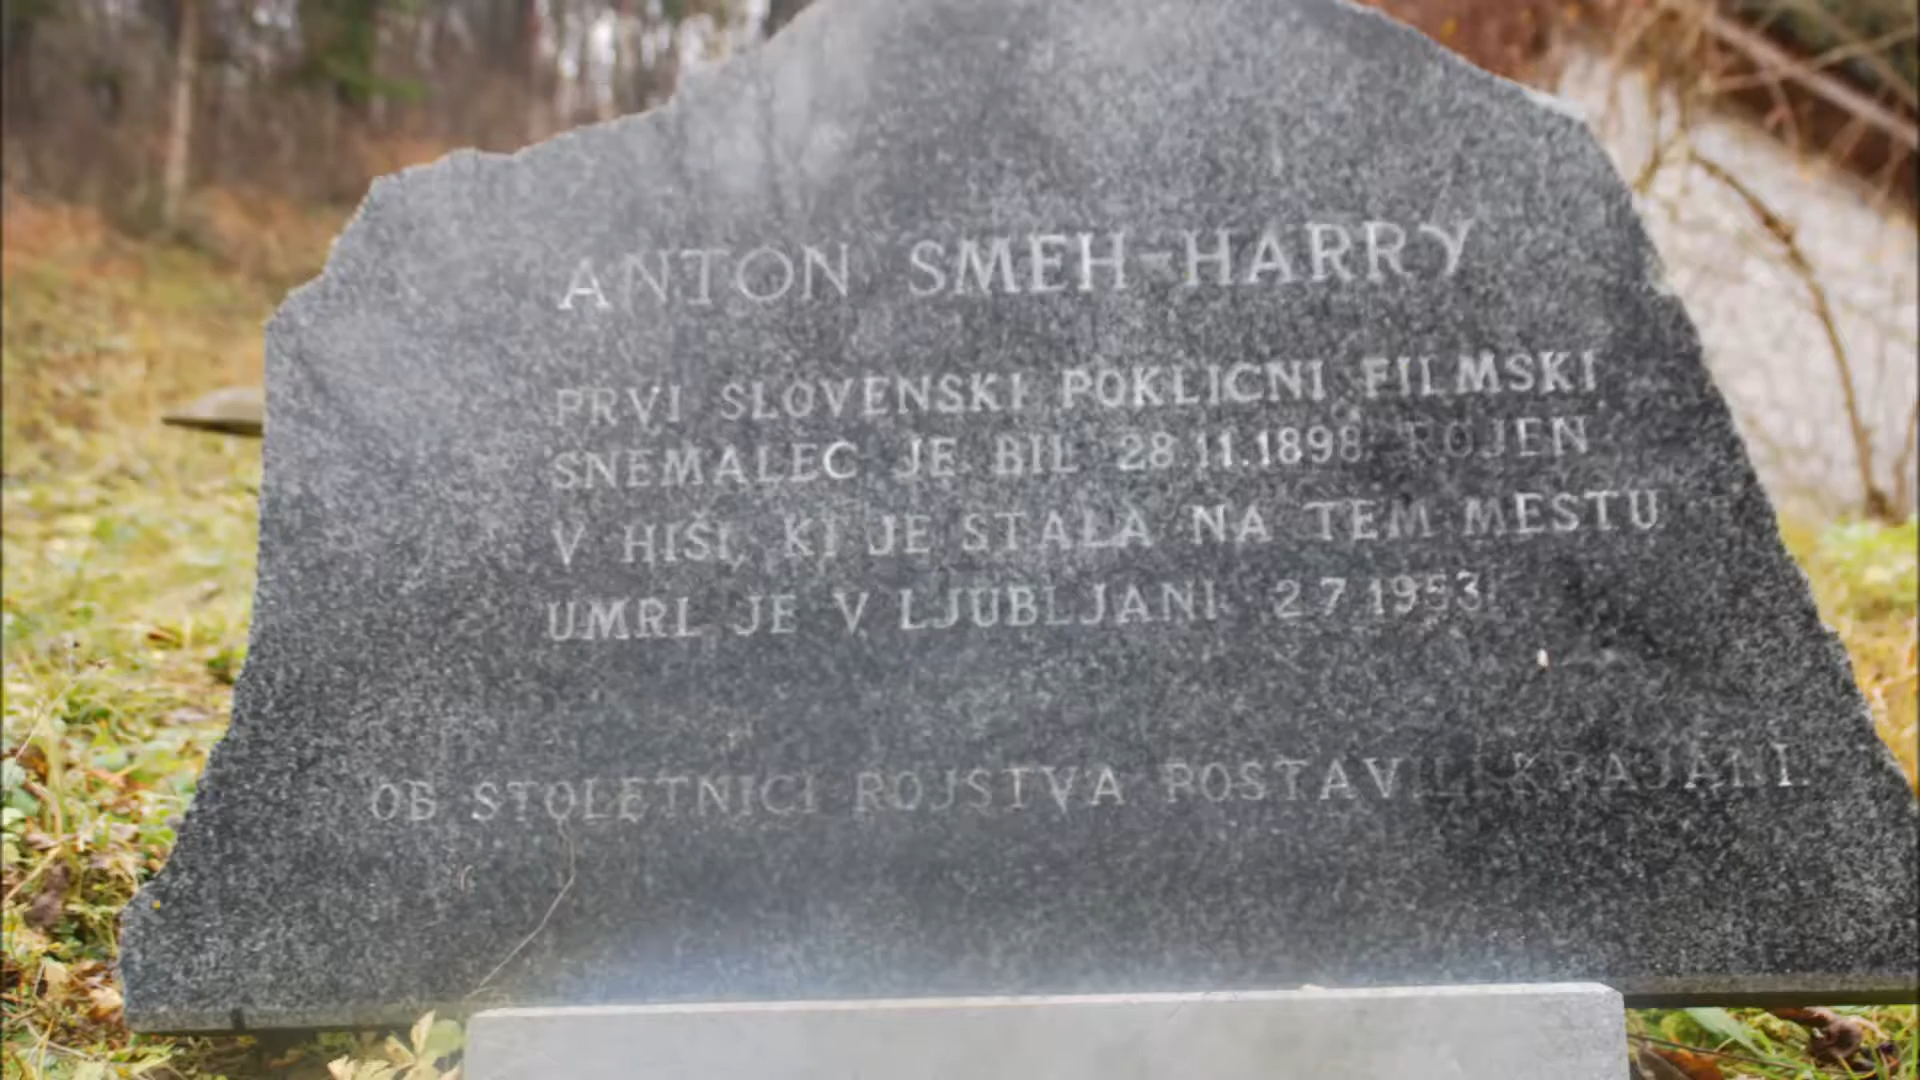 ANTON SMEH-HARRY
PRVI SLOVENSKI POKLICNI FILMSKI
SNEMALEC JE BIL 28.11.1898 ROJEN
V HIŠI, KI JE STALA NA TEM MESTU
UMRL JE V LJUBLJANI 2.7.1953
OB STOLETNICI ROJSTVA POSTAVILI KRAJANI